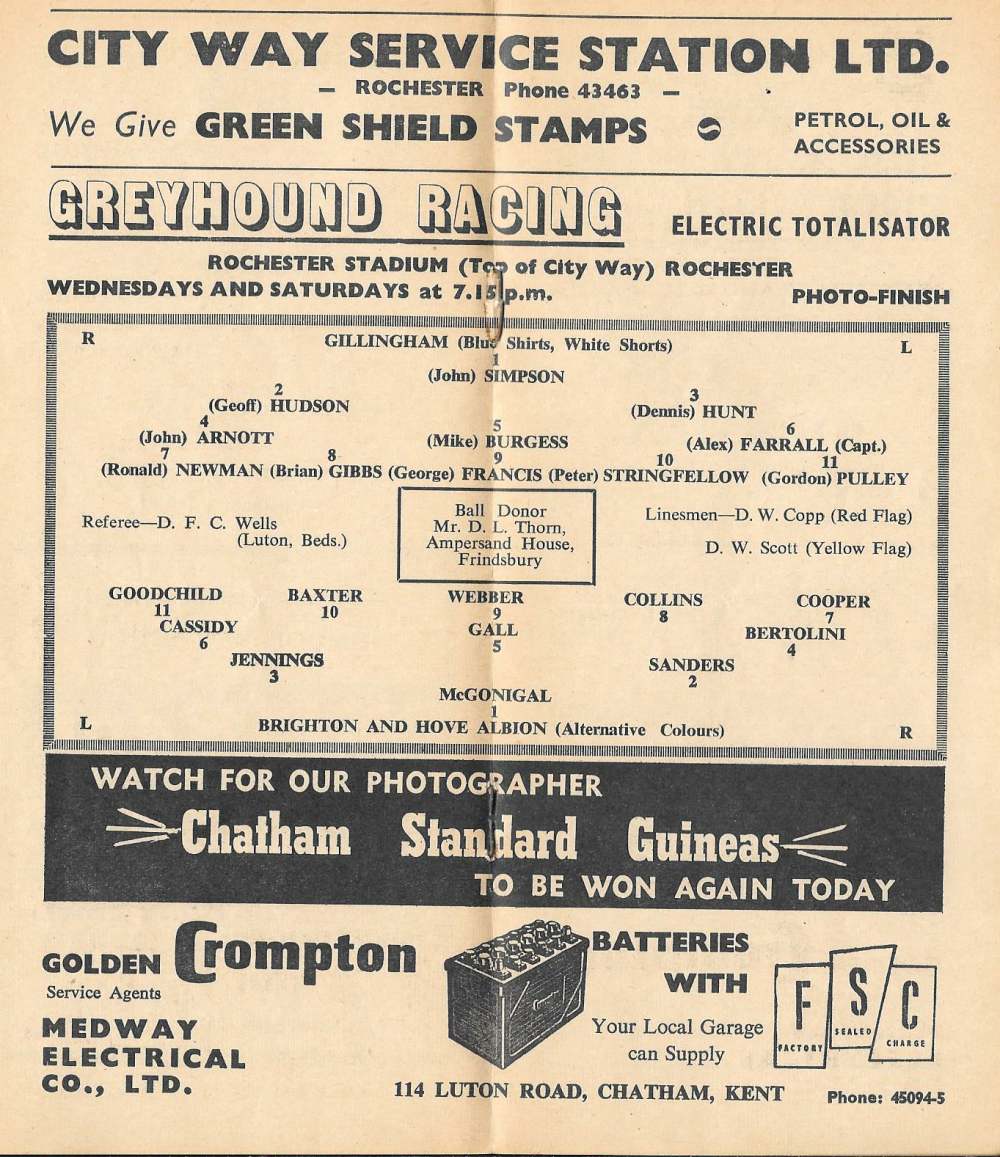 CITY WAY SERVICE STATION LTD.
— ROCHESTER Phone 43463 —
We Give GREEN SHIELD STAMPS
PETROL, OIL &
ACCESSORIES
GREYHOUND RACING
ELECTRIC TOTALISATOR
ROCHESTER STADIUM (Top of City Way) ROCHESTER
WEDNESDAYS AND SATURDAYS at 7.15 p.m.
PHOTO-FINISH
R
GILLINGHAM (Blue Shirts, White Shorts)
L
1
(John) SIMPSON
2
3
(Geoff) HUDSON
(Dennis) HUNT
4
5
6
(John) ARNOTT
(Mike) BURGESS
(Alex) FARRALL (Capt.)
7
8
9
10
11
(Ronald) NEWMAN (Brian) GIBBS (George) FRANCIS (Peter) STRINGFELLOW (Gordon) PULLEY
Referee—D. F. C. Wells
(Luton, Beds.)
Ball Donor
Mr. D. L. Thorn,
Ampersand House,
Frindsbury
Linesmen—D. W. Copp (Red Flag)
D. W. Scott (Yellow Flag)
GOODCHILD
BAXTER
WEBBER
COLLINS
COOPER
11
10
9
8
7
CASSIDY
GALL
BERTOLINI
6
5
4
JENNINGS
SANDERS
3
2
McGONIGAL
1
L
BRIGHTON AND HOVE ALBION (Alternative Colours)
R
WATCH FOR OUR PHOTOGRAPHER
Chatham Standard Guineas
TO BE WON AGAIN TODAY
GOLDEN Crompton
Service Agents
BATTERIES
WITH
F S C
FACTORY SEALED CHARGE
Crompton
MEDWAY
ELECTRICAL
CO., LTD.
Your Local Garage
can Supply
114 LUTON ROAD, CHATHAM, KENT
Phone: 45094-5